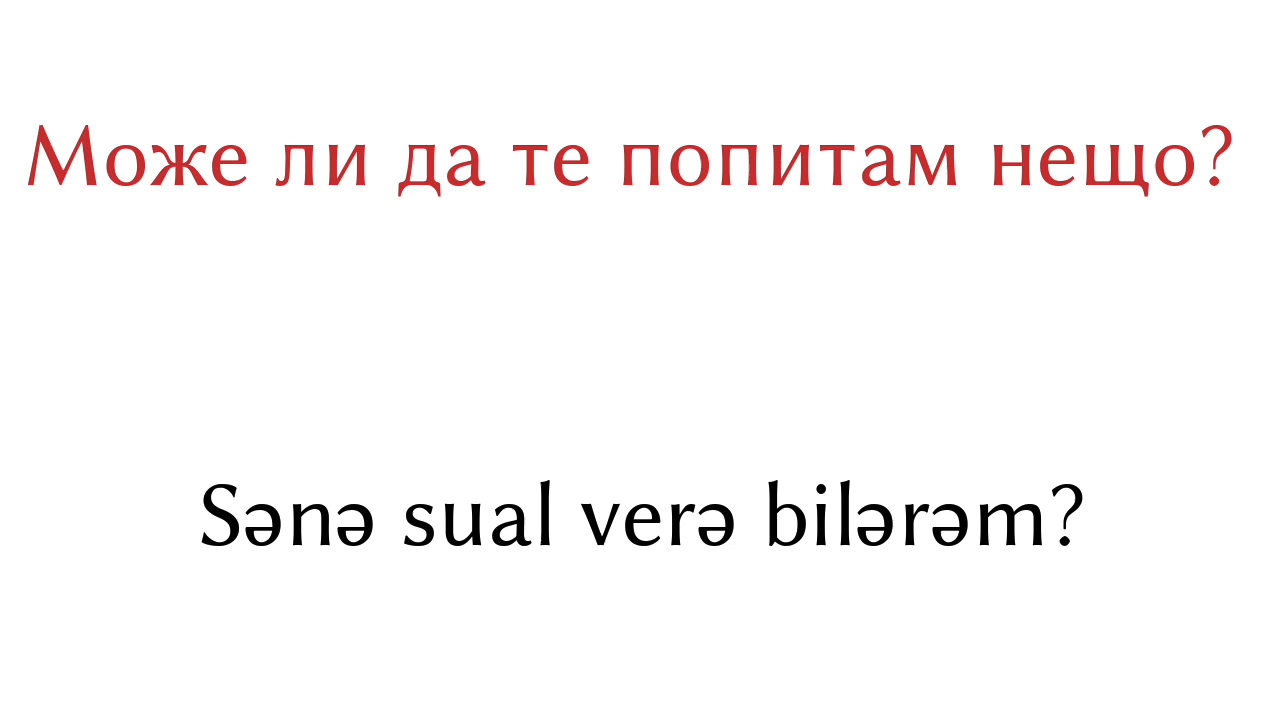 Може ли да те попитам нещо?
Sənə sual verə bilərəm?